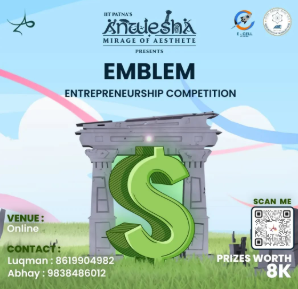 IIT PATNA'S
Anwesha
MIRAGE OF AESTHETE
PRESENTS
EMBLEM
ENTREPRENEURSHIP COMPETITION
SCAN ME
VENUE :
Online
CONTACT :
Luqman : 8619904982
Abhay : 9838486012
PRIZES WORTH
8K